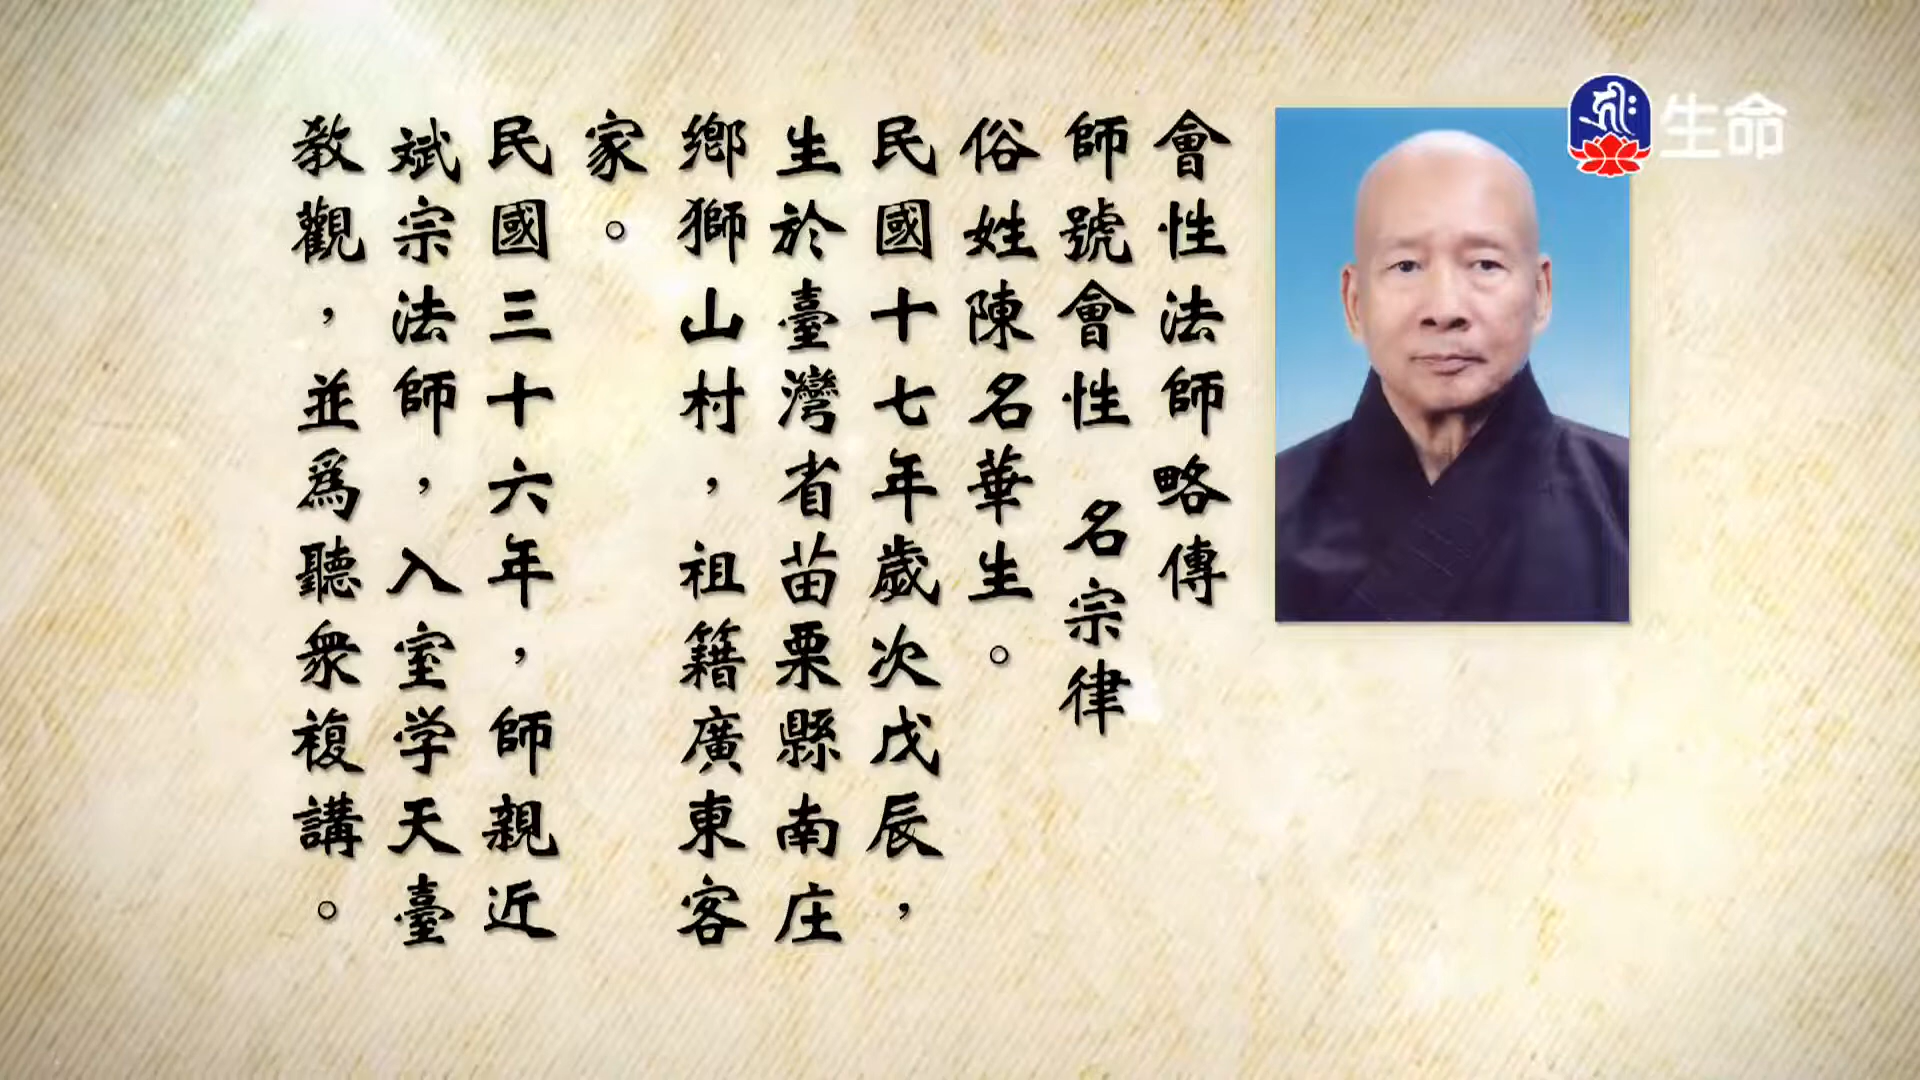 會性法師略傳
師號會性 名宗律
俗姓陳名華生。
民國十七年歲次戊辰，
生於臺灣省苗栗縣南庄
鄉獅山村，祖籍廣東客
家。
民國三十六年，師親近
斌宗法師，入室学天臺
教觀，並為聽眾複講。
生命